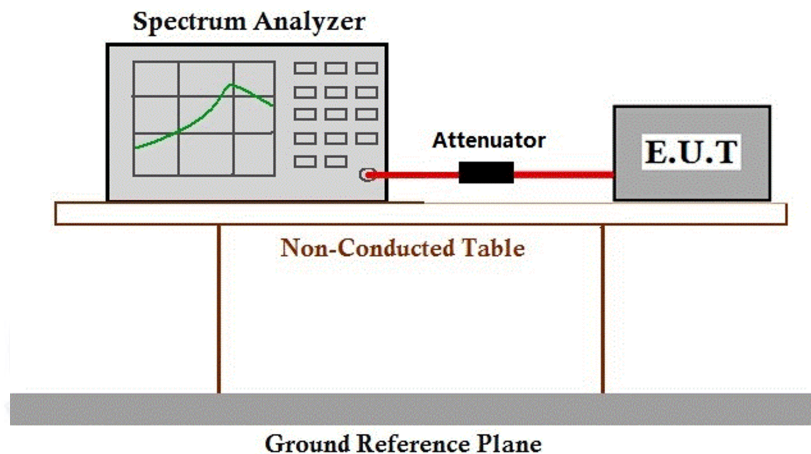 Spectrum Analyzer
Attenuator
E.U.T
Non-Conducted Table
Ground Reference Plane